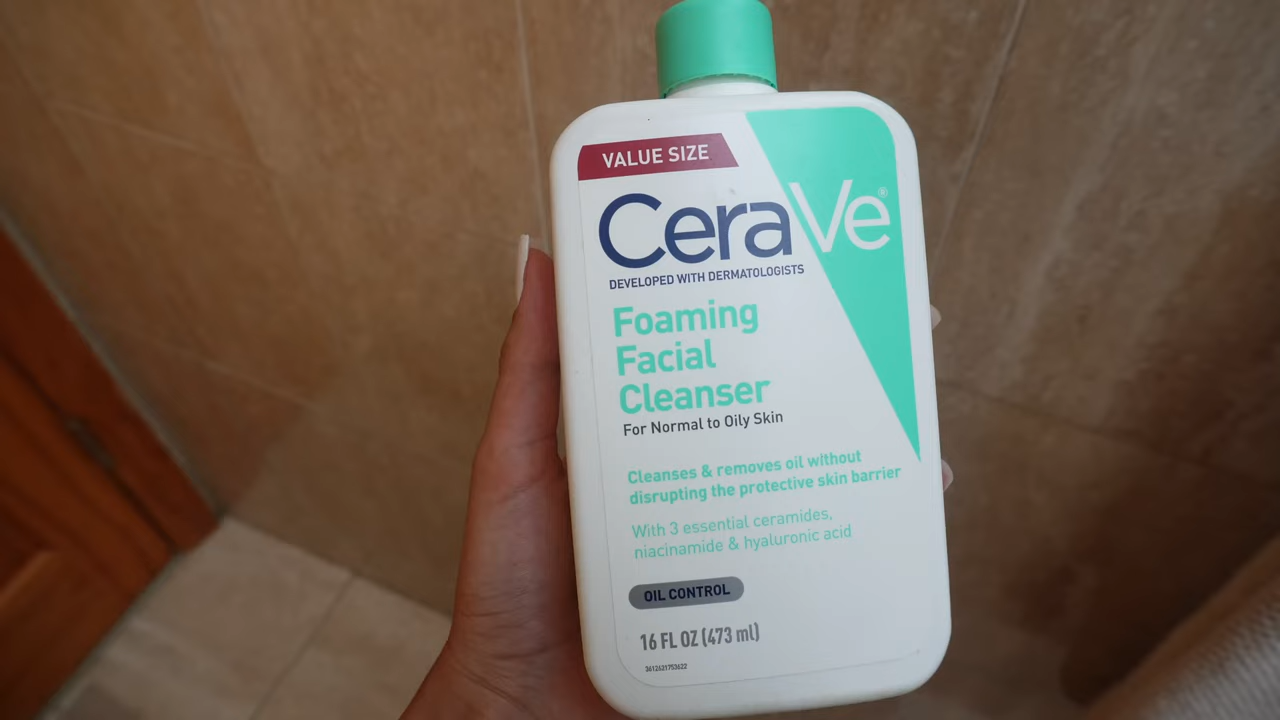 VALUE SIZE
CeraVe®
DEVELOPED WITH DERMATOLOGISTS
Foaming
Facial
Cleanser
For Normal to Oily Skin
Cleanses & removes oil without
disrupting the protective skin barrier
With 3 essential ceramides,
niacinamide & hyaluronic acid
OIL CONTROL
16 FL OZ (473 ml)